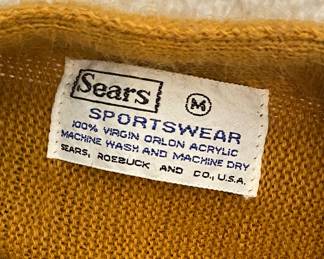 Sears M
SPORTSWEAR
100% VIRGIN ORLON ACRYLIC
MACHINE WASH AND MACHINE DRY
SEARS, ROEBUCK AND CO., U.S.A.